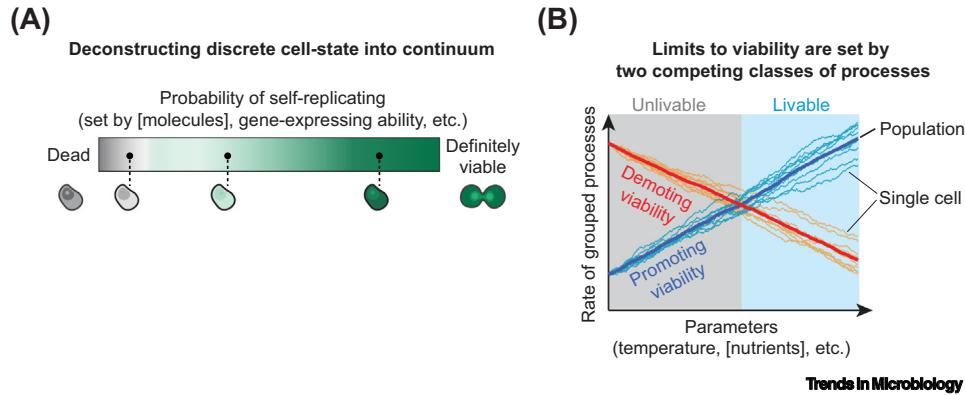 (A)
Deconstructing discrete cell-state into continuum
Probability of self-replicating
(set by [molecules], gene-expressing ability, etc.)
Dead
Definitely
viable
(B)
Limits to viability are set by
two competing classes of processes
Unlivable
Livable
Rate of grouped processes
Demoting
viability
Promoting
viability
Population
Single cell
Parameters
(temperature, [nutrients], etc.)
Trends in Microbiology